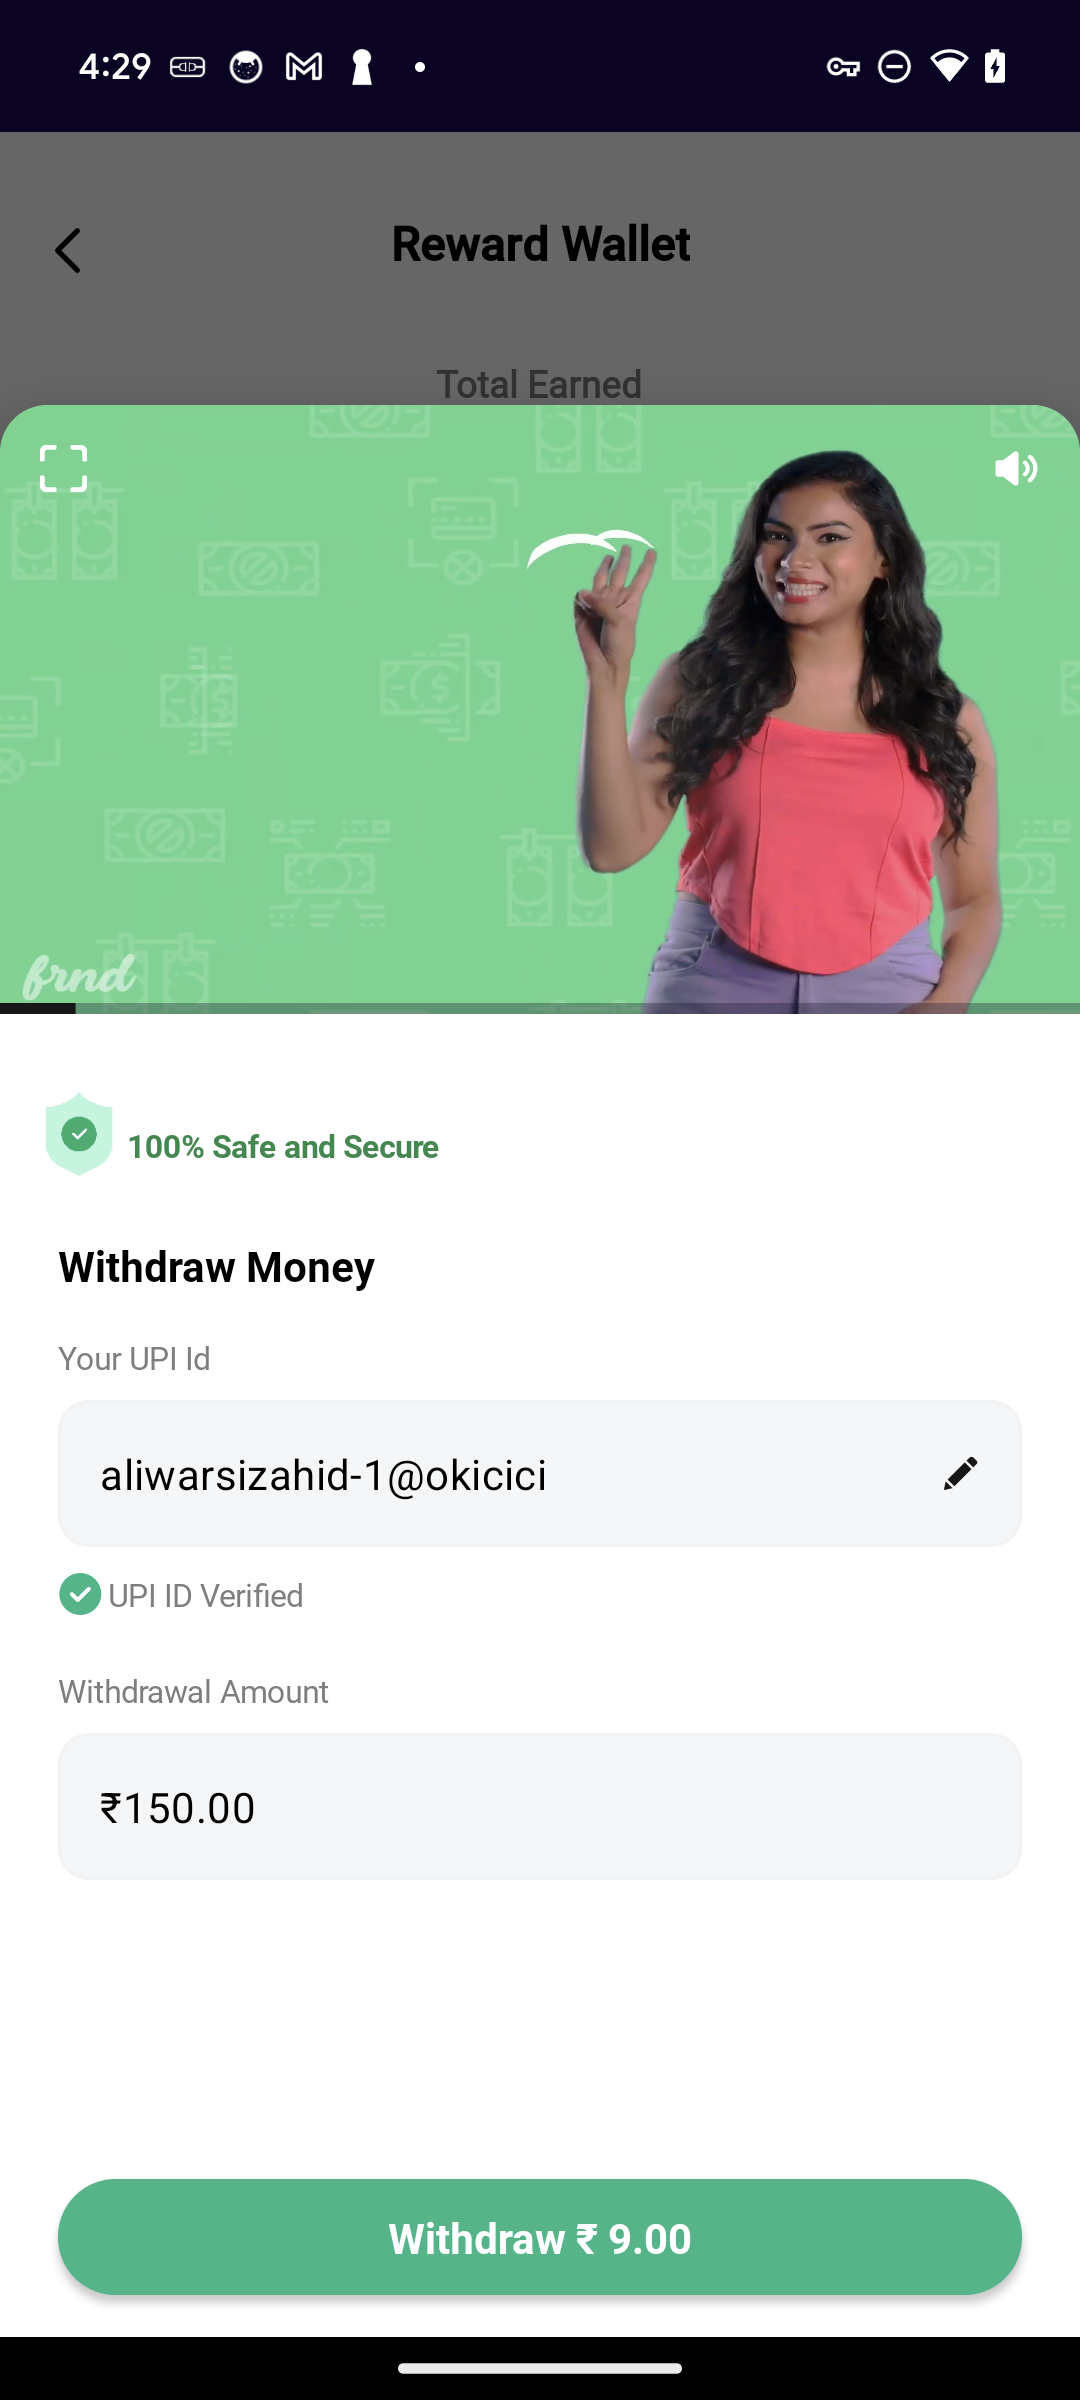 4:29
Reward Wallet
Total Earned
frnd
100% Safe and Secure
Withdraw Money
Your UPI Id
aliwarsizahid-1@okicici
UPI ID Verified
Withdrawal Amount
₹150.00
Withdraw ₹ 9.00